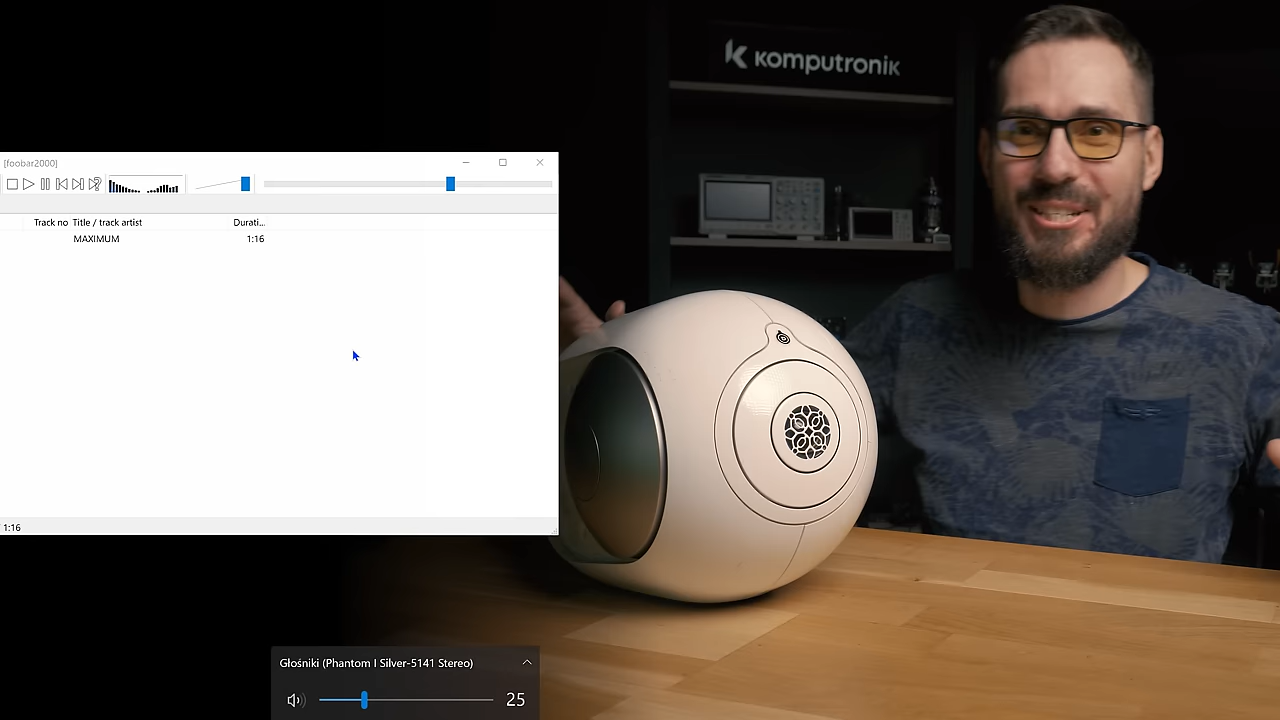 komputronik
[foobar2000]
Track no Title / track artist Durati...
MAXIMUM 1:16
1:16
Głośniki (Phantom I Silver-5141 Stereo)
25